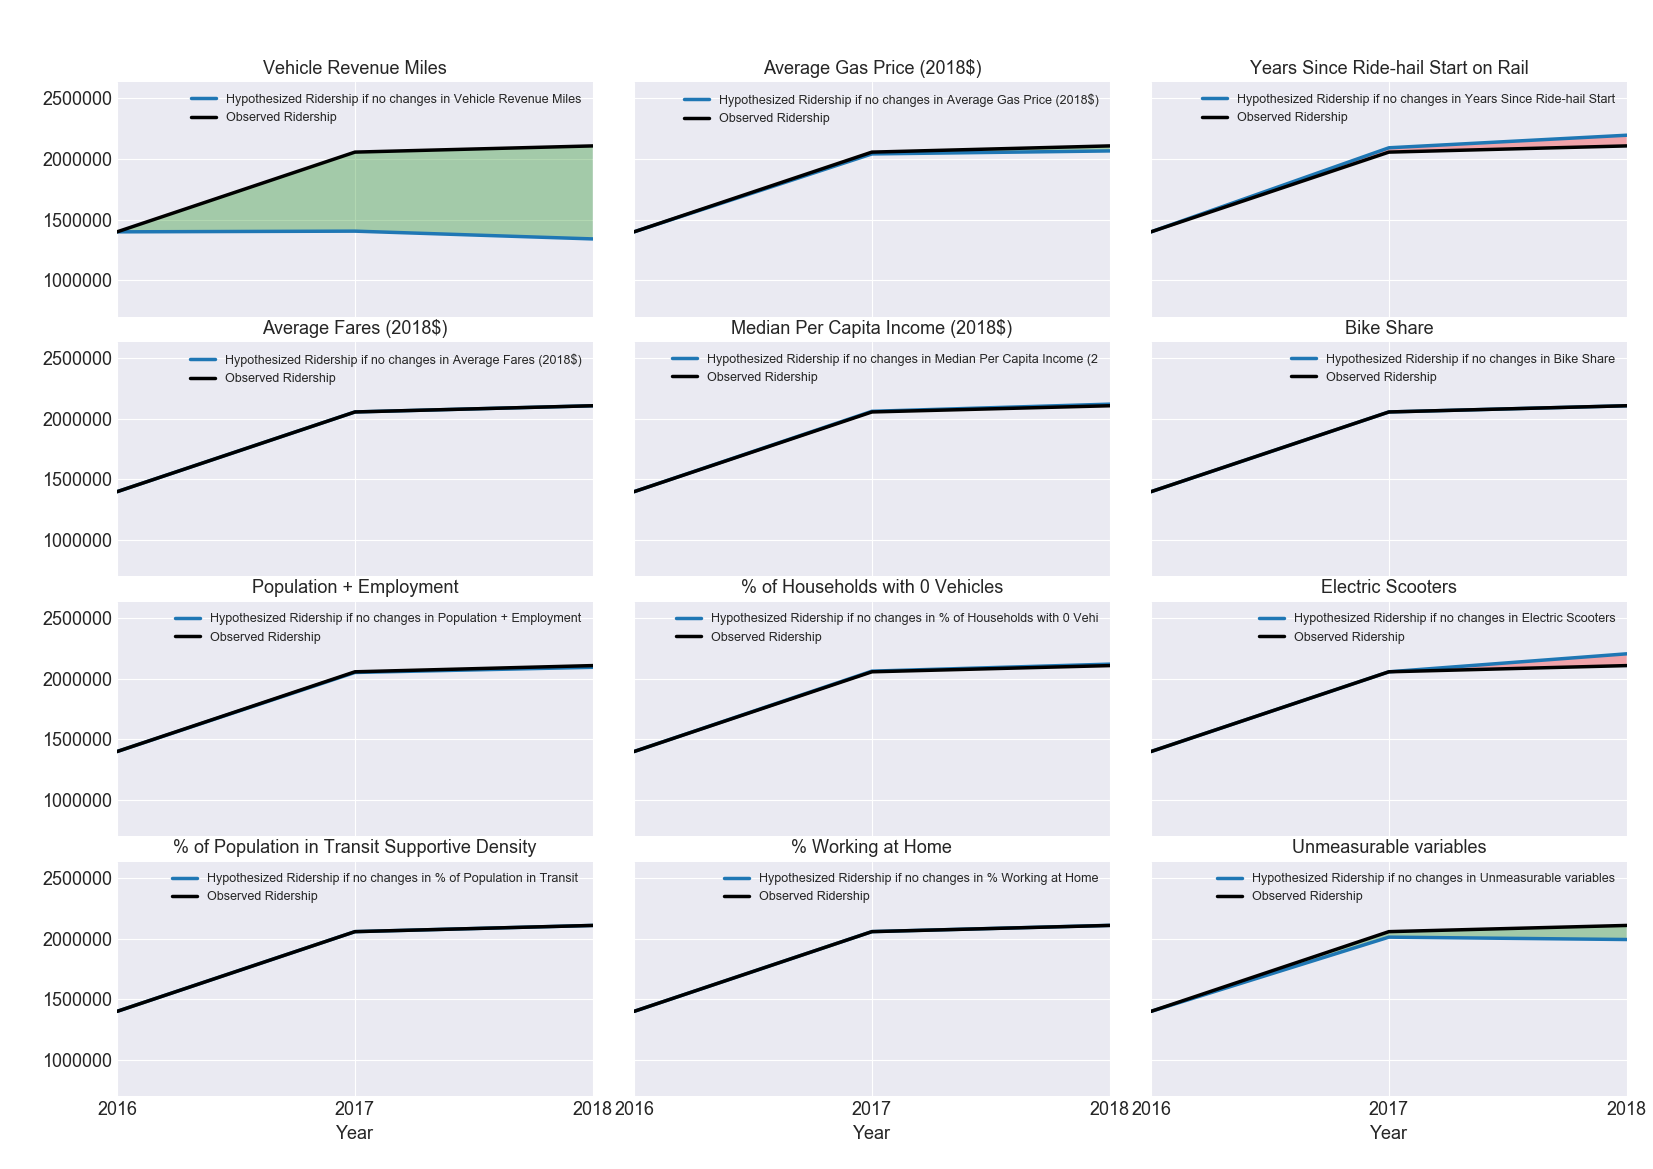 Vehicle Revenue Miles
2500000
2000000
1500000
1000000
Hypothesized Ridership if no changes in Vehicle Revenue Miles
Observed Ridership
Average Gas Price (2018$)
Hypothesized Ridership if no changes in Average Gas Price (2018$)
Observed Ridership
Years Since Ride-hail Start on Rail
Hypothesized Ridership if no changes in Years Since Ride-hail Start
Observed Ridership
Average Fares (2018$)
2500000
2000000
1500000
1000000
Hypothesized Ridership if no changes in Average Fares (2018$)
Observed Ridership
Median Per Capita Income (2018$)
Hypothesized Ridership if no changes in Median Per Capita Income (2
Observed Ridership
Bike Share
Hypothesized Ridership if no changes in Bike Share
Observed Ridership
Population + Employment
2500000
2000000
1500000
1000000
Hypothesized Ridership if no changes in Population + Employment
Observed Ridership
% of Households with 0 Vehicles
Hypothesized Ridership if no changes in % of Households with 0 Vehi
Observed Ridership
Electric Scooters
Hypothesized Ridership if no changes in Electric Scooters
Observed Ridership
% of Population in Transit Supportive Density
2500000
2000000
1500000
1000000
Hypothesized Ridership if no changes in % of Population in Transit
Observed Ridership
2016 2017 2018
Year
% Working at Home
Hypothesized Ridership if no changes in % Working at Home
Observed Ridership
2016 2017 2018
Year
Unmeasurable variables
Hypothesized Ridership if no changes in Unmeasurable variables
Observed Ridership
2016 2017 2018
Year